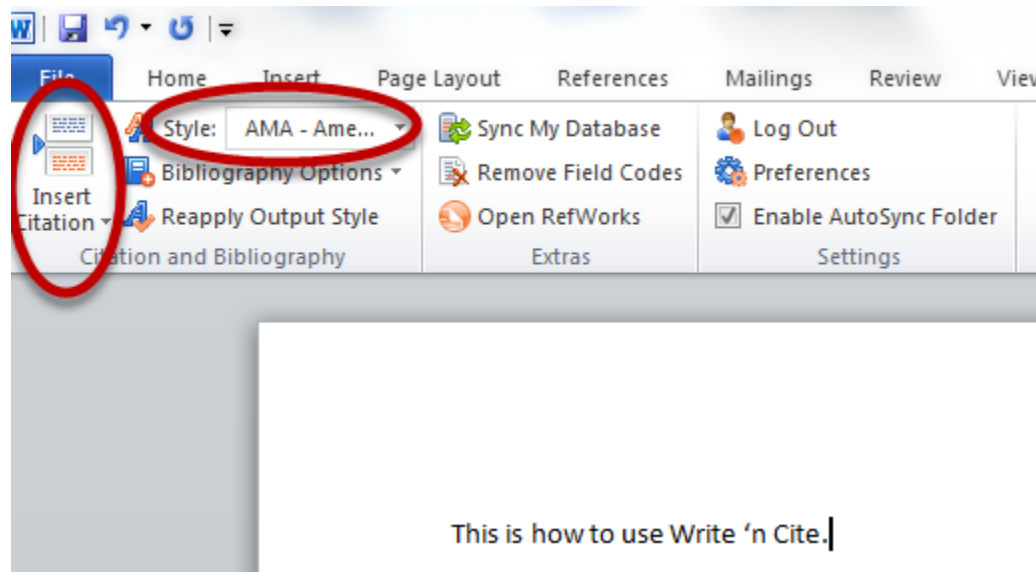 W
File Home Insert Page Layout References Mailings Review View
Style: AMA - Ame... Sync My Database Log Out
Bibliography Options Remove Field Codes Preferences
Insert
Citation Reapply Output Style Open RefWorks Enable AutoSync Folder
Citation and Bibliography Extras Settings
This is how to use Write ‘n Cite.